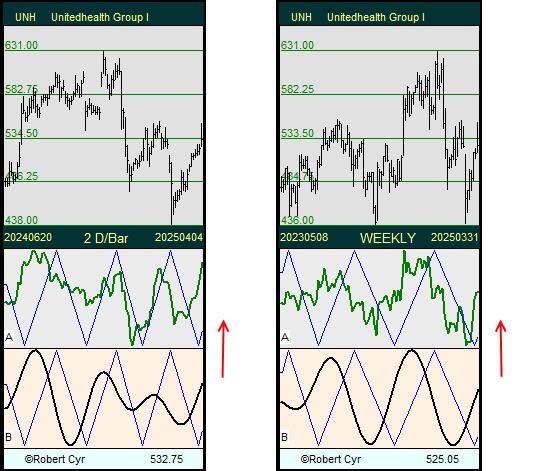 UNH Unitedhealth Group I
631.00
582.75
534.50
486.25
438.00
20240620 2 D/Bar 20250404
A
B
©Robert Cyr 532.75
UNH Unitedhealth Group I
631.00
582.25
533.50
484.75
436.00
20230508 WEEKLY 20250331
A
B
©Robert Cyr 525.05